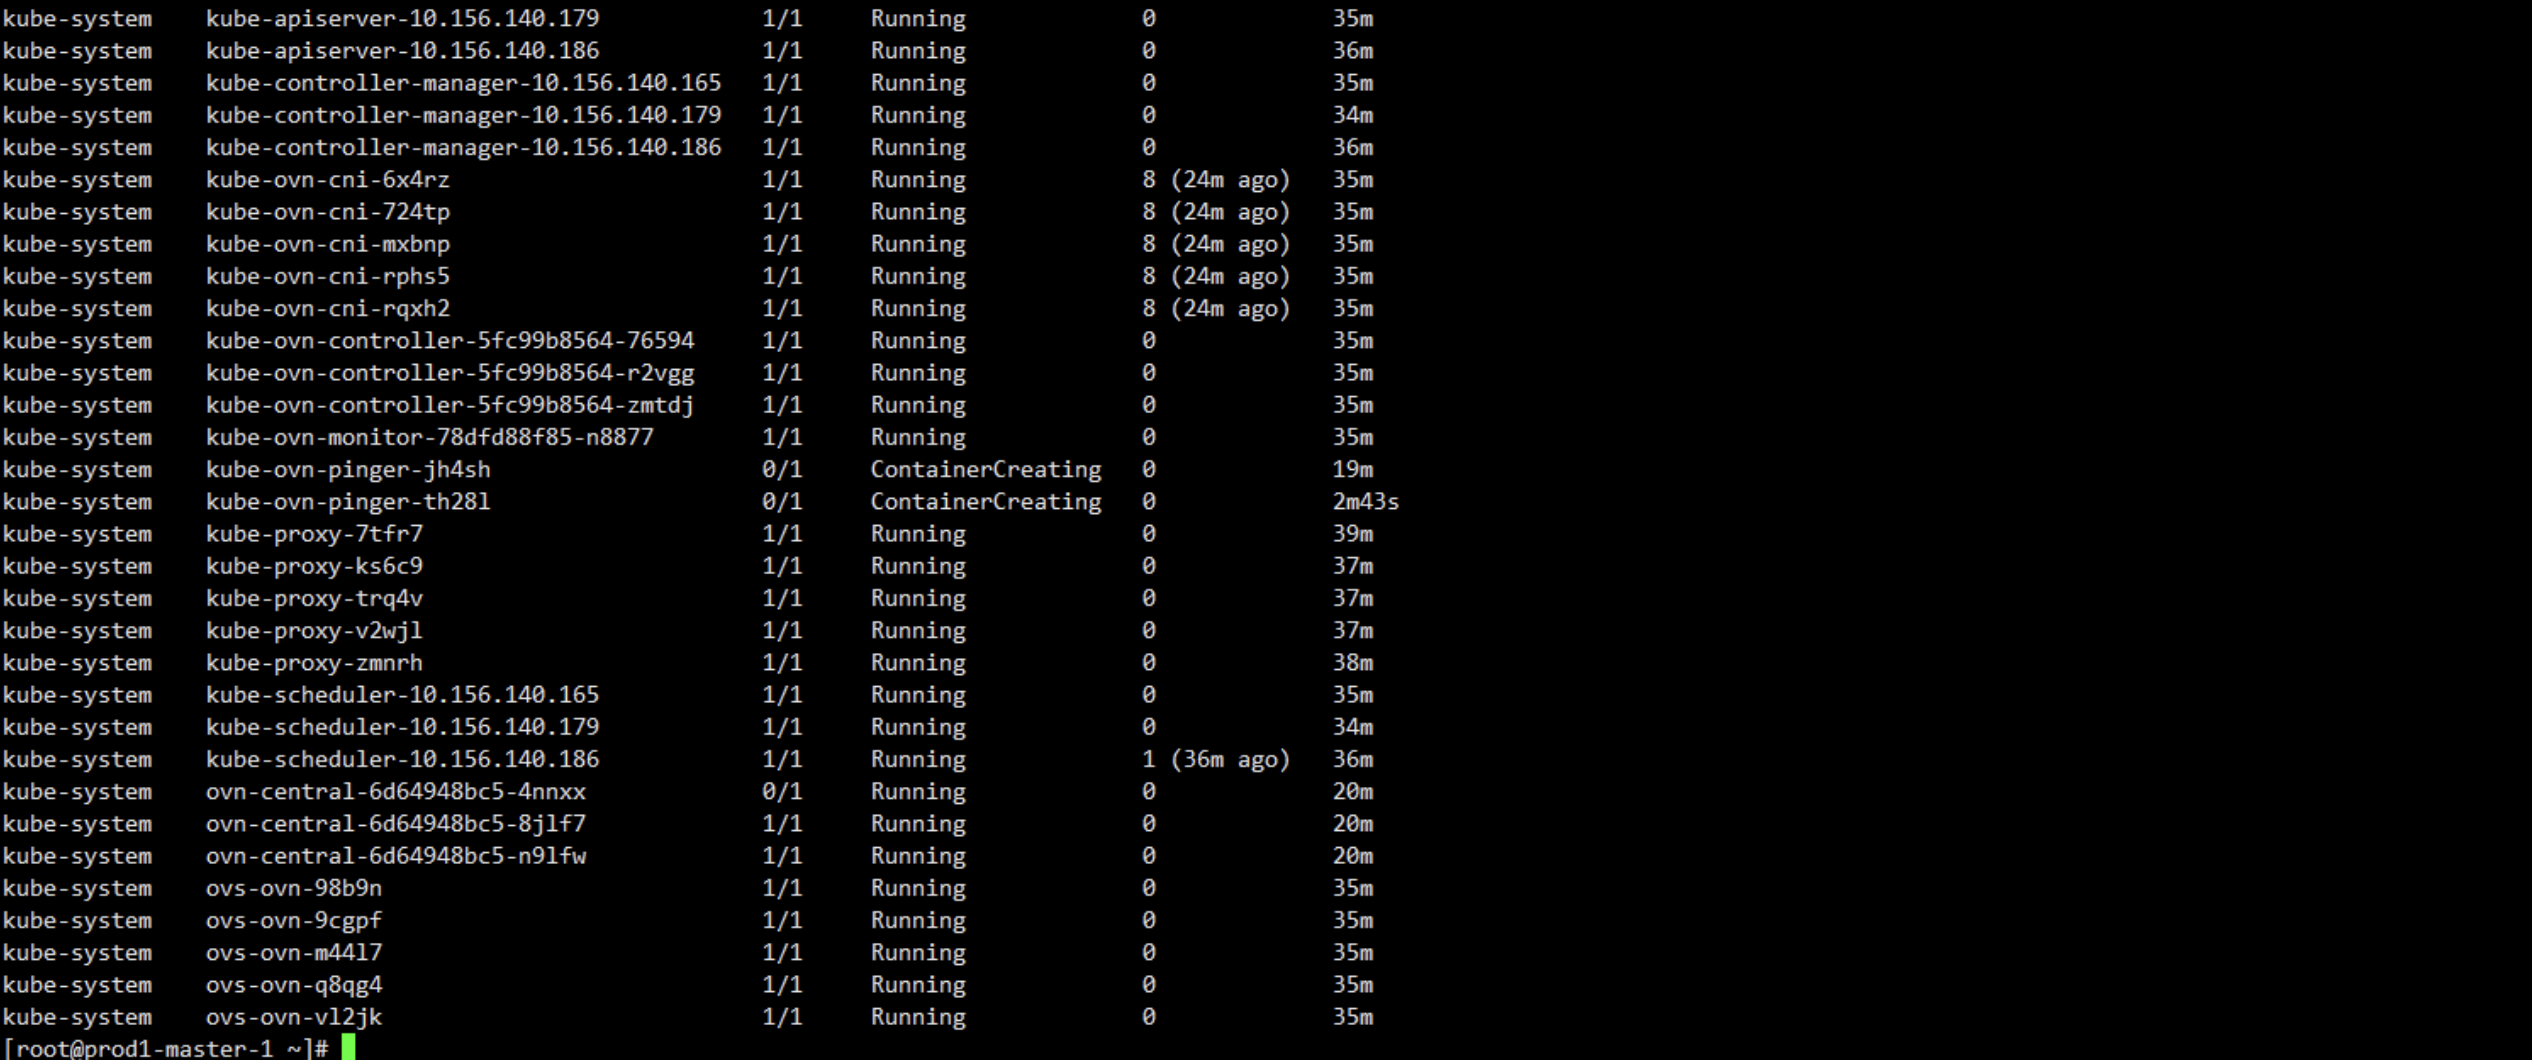 kube-system kube-apiserver-10.156.140.179 1/1 Running 0 35m
kube-system kube-apiserver-10.156.140.186 1/1 Running 0 36m
kube-system kube-controller-manager-10.156.140.165 1/1 Running 0 35m
kube-system kube-controller-manager-10.156.140.179 1/1 Running 0 34m
kube-system kube-controller-manager-10.156.140.186 1/1 Running 0 36m
kube-system kube-ovn-cni-6x4rz 1/1 Running 8 (24m ago) 35m
kube-system kube-ovn-cni-724tp 1/1 Running 8 (24m ago) 35m
kube-system kube-ovn-cni-mxbnp 1/1 Running 8 (24m ago) 35m
kube-system kube-ovn-cni-rphs5 1/1 Running 8 (24m ago) 35m
kube-system kube-ovn-cni-rqxh2 1/1 Running 8 (24m ago) 35m
kube-system kube-ovn-controller-5fc99b8564-76594 1/1 Running 0 35m
kube-system kube-ovn-controller-5fc99b8564-r2vgg 1/1 Running 0 35m
kube-system kube-ovn-controller-5fc99b8564-zmtdj 1/1 Running 0 35m
kube-system kube-ovn-monitor-78dfd88f85-n8877 1/1 Running 0 35m
kube-system kube-ovn-pinger-jh4sh 0/1 ContainerCreating 0 19m
kube-system kube-ovn-pinger-th28l 0/1 ContainerCreating 0 2m43s
kube-system kube-proxy-7tfr7 1/1 Running 0 39m
kube-system kube-proxy-ks6c9 1/1 Running 0 37m
kube-system kube-proxy-trq4v 1/1 Running 0 37m
kube-system kube-proxy-v2wjl 1/1 Running 0 37m
kube-system kube-proxy-zmnrh 1/1 Running 0 38m
kube-system kube-scheduler-10.156.140.165 1/1 Running 0 35m
kube-system kube-scheduler-10.156.140.179 1/1 Running 0 34m
kube-system kube-scheduler-10.156.140.186 1/1 Running 1 (36m ago) 36m
kube-system ovn-central-6d64948bc5-4nnxx 0/1 Running 0 20m
kube-system ovn-central-6d64948bc5-8jlf7 1/1 Running 0 20m
kube-system ovn-central-6d64948bc5-n9lfw 1/1 Running 0 20m
kube-system ovs-ovn-98b9n 1/1 Running 0 35m
kube-system ovs-ovn-9cgpf 1/1 Running 0 35m
kube-system ovs-ovn-m44l7 1/1 Running 0 35m
kube-system ovs-ovn-q8qg4 1/1 Running 0 35m
kube-system ovs-ovn-vl2jk 1/1 Running 0 35m
[root@prod1-master-1 ~]#